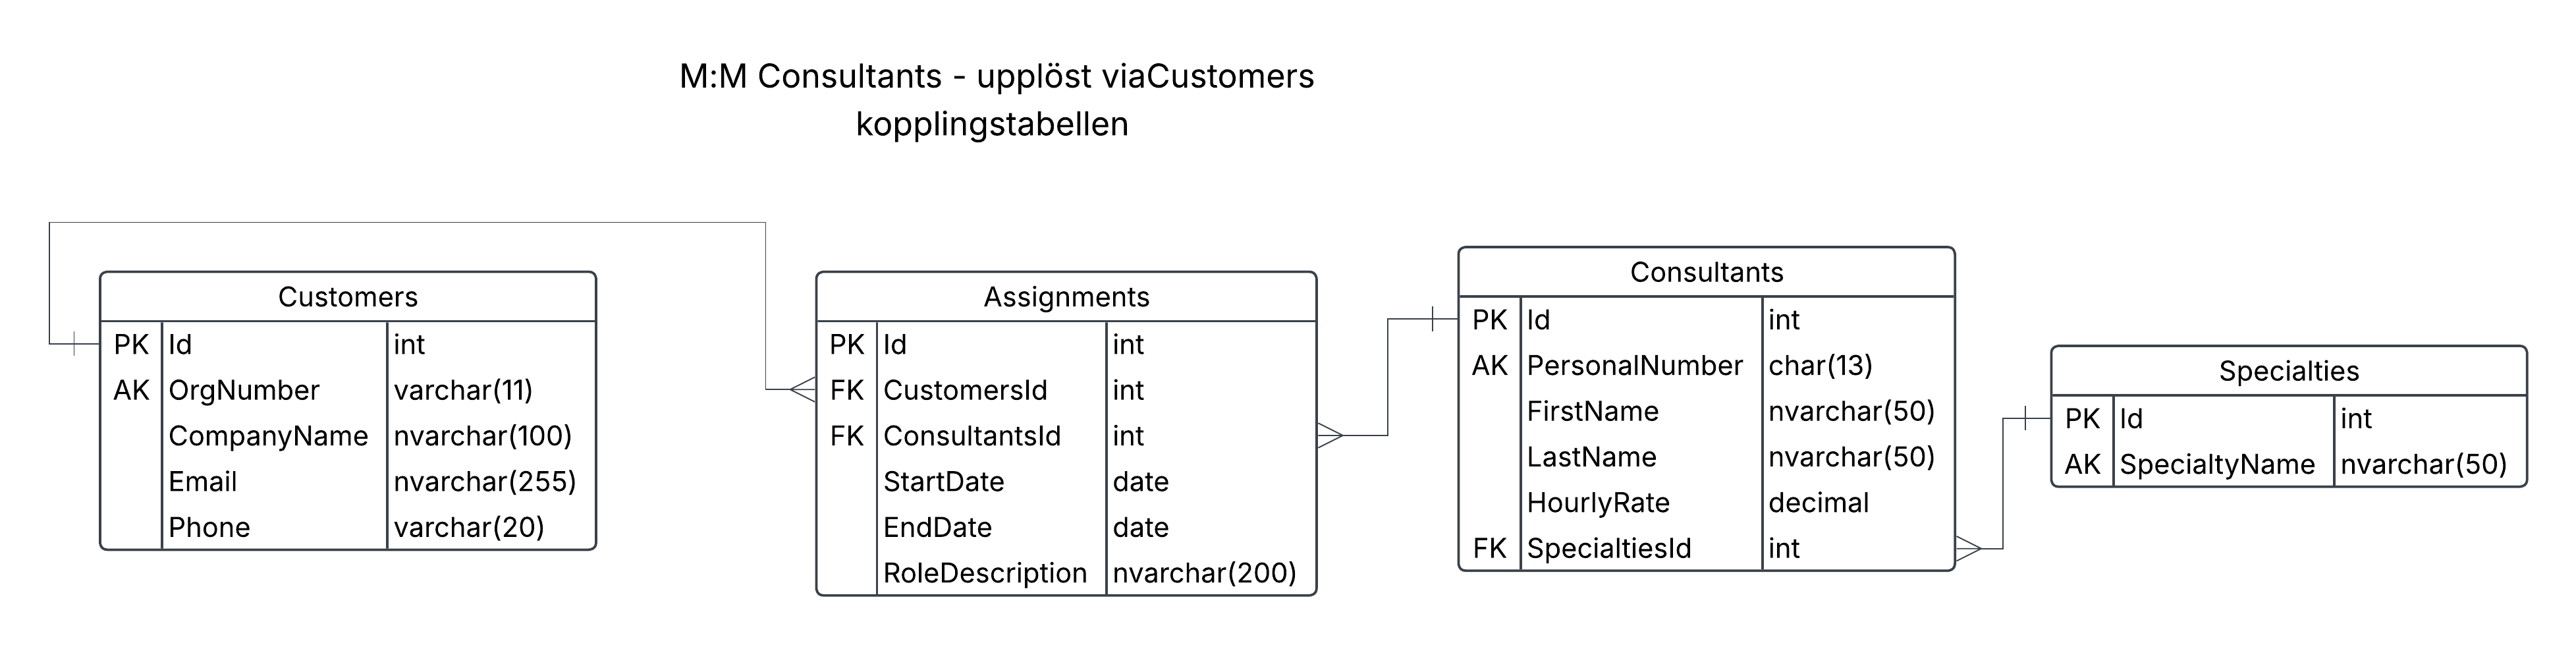 M:M Consultants - upplöst viaCustomers
kopplingstabellen
Customers
PK Id int
AK OrgNumber varchar(11)
CompanyName nvarchar(100)
Email nvarchar(255)
Phone varchar(20)
Assignments
PK Id int
FK CustomersId int
FK ConsultantsId int
StartDate date
EndDate date
RoleDescription nvarchar(200)
Consultants
PK Id int
AK PersonalNumber char(13)
FirstName nvarchar(50)
LastName nvarchar(50)
HourlyRate decimal
FK SpecialtiesId int
Specialties
PK Id int
AK SpecialtyName nvarchar(50)